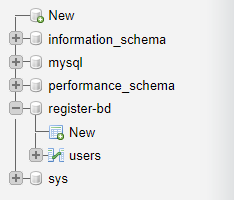 New
information_schema
mysql
performance_schema
register-bd
New
users
sys